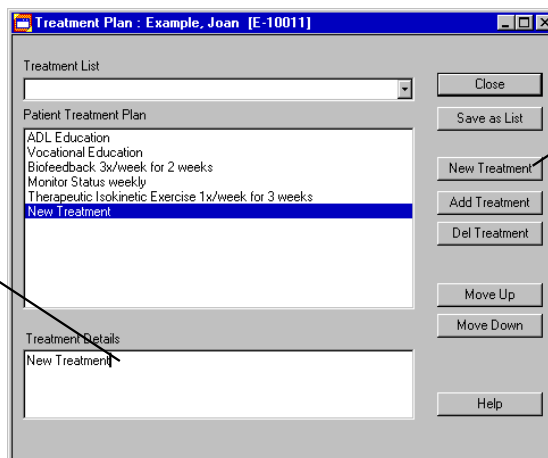 Treatment Plan : Example, Joan [E-10011]
Treatment List
Close
Save as List
Patient Treatment Plan
ADL Education
Vocational Education
Biofeedback 3x/week for 2 weeks
Monitor Status weekly
Therapeutic Isokinetic Exercise 1x/week for 3 weeks
New Treatment
New Treatment
Add Treatment
Del Treatment
Move Up
Move Down
Treatment Details
New Treatment
Help